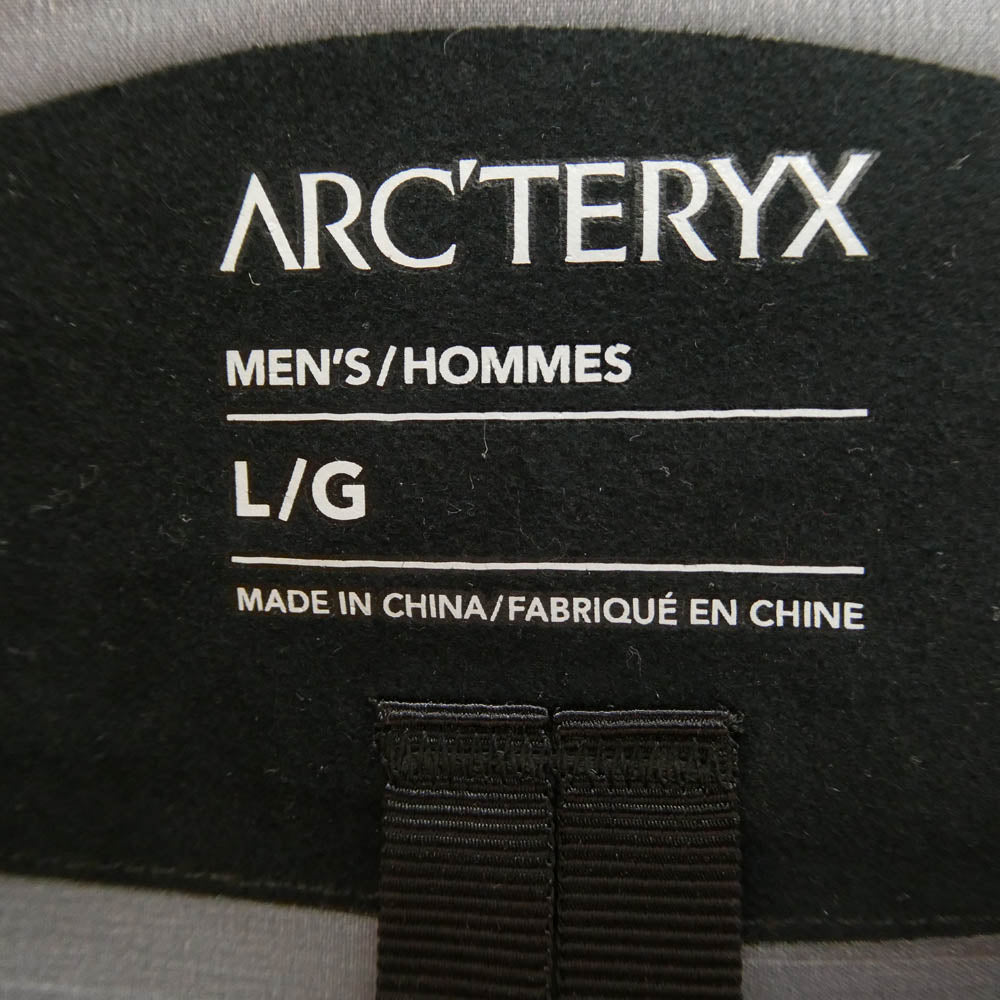 ARC'TERYX
MEN'S/HOMMES
L/G
MADE IN CHINA/FABRIQUÉ EN CHINE